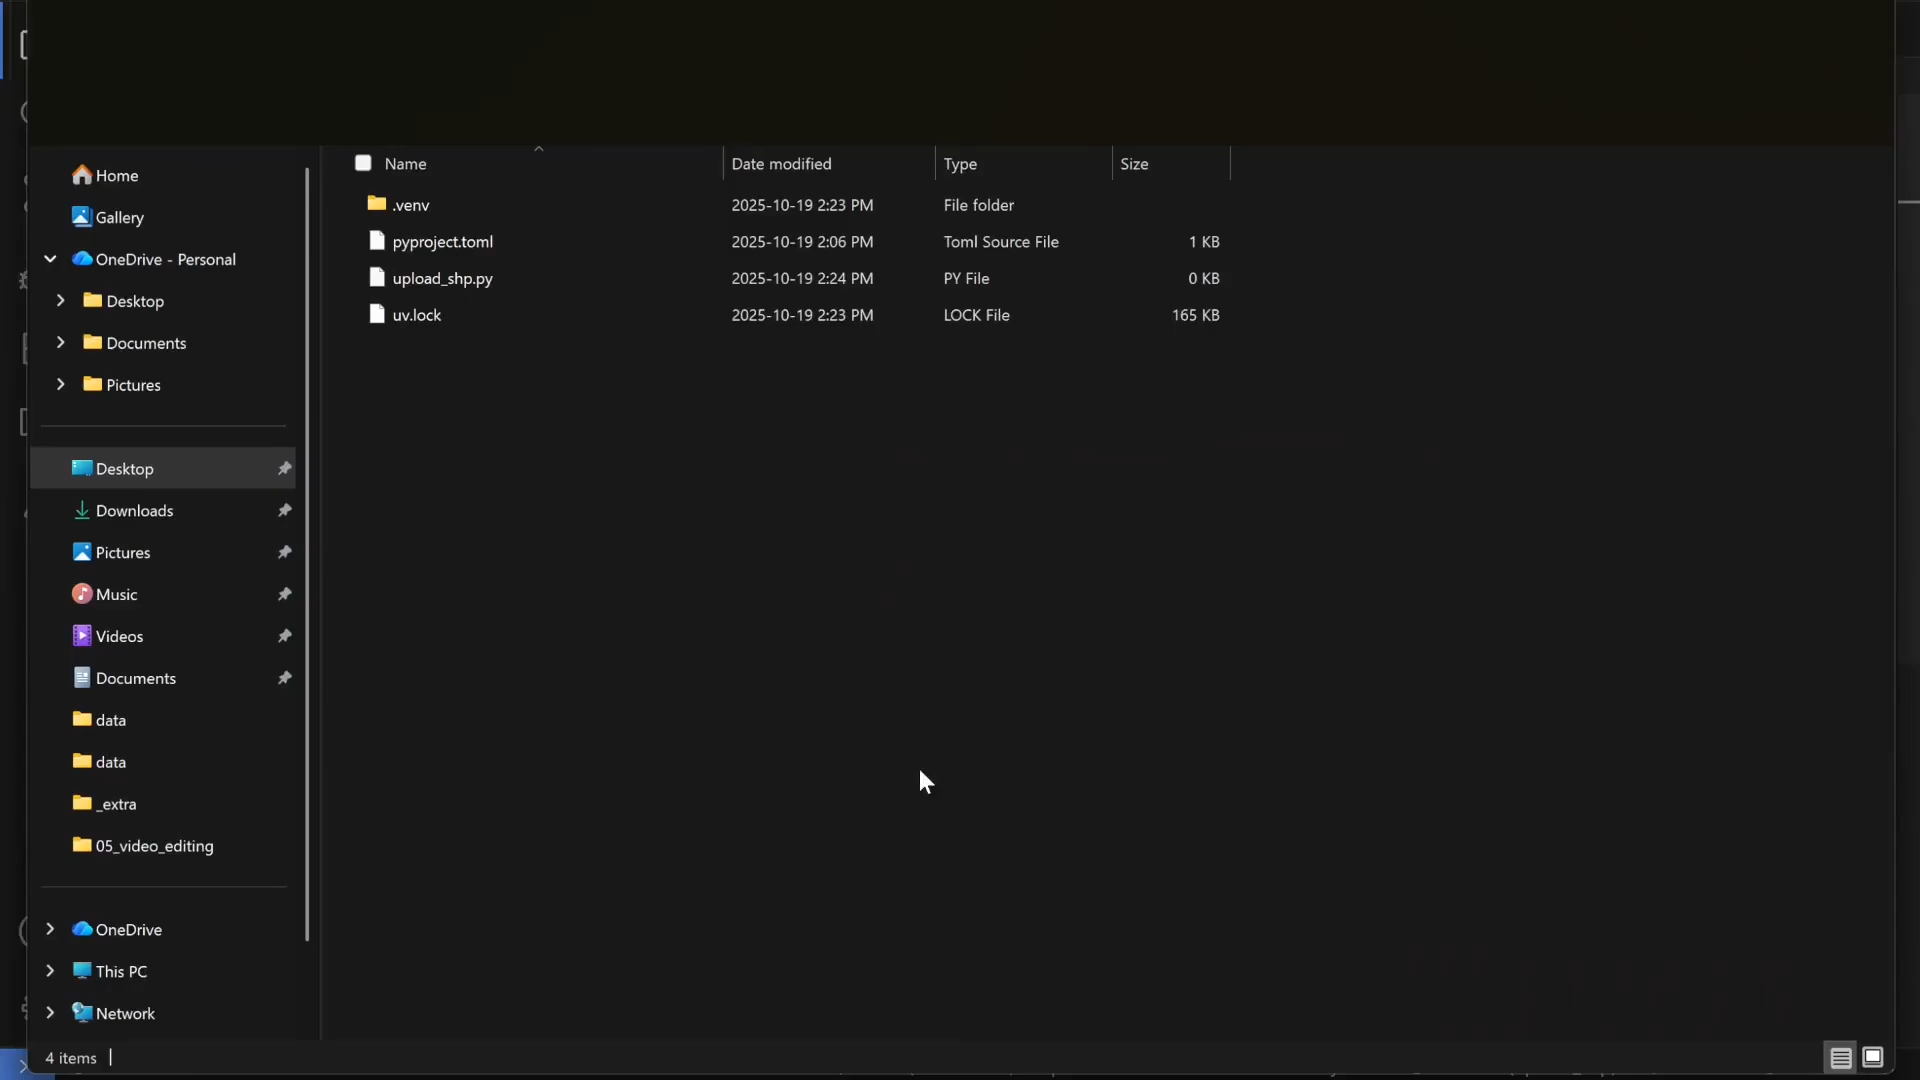 Name Date modified Type Size
.venv 2025-10-19 2:23 PM File folder
pyproject.toml 2025-10-19 2:06 PM Toml Source File 1 KB
upload_shp.py 2025-10-19 2:24 PM PY File 0 KB
uv.lock 2025-10-19 2:23 PM LOCK File 165 KB
Home
Gallery
OneDrive - Personal
Desktop
Documents
Pictures
Desktop
Downloads
Pictures
Music
Videos
Documents
data
data
_extra
05_video_editing
OneDrive
This PC
Network
4 items